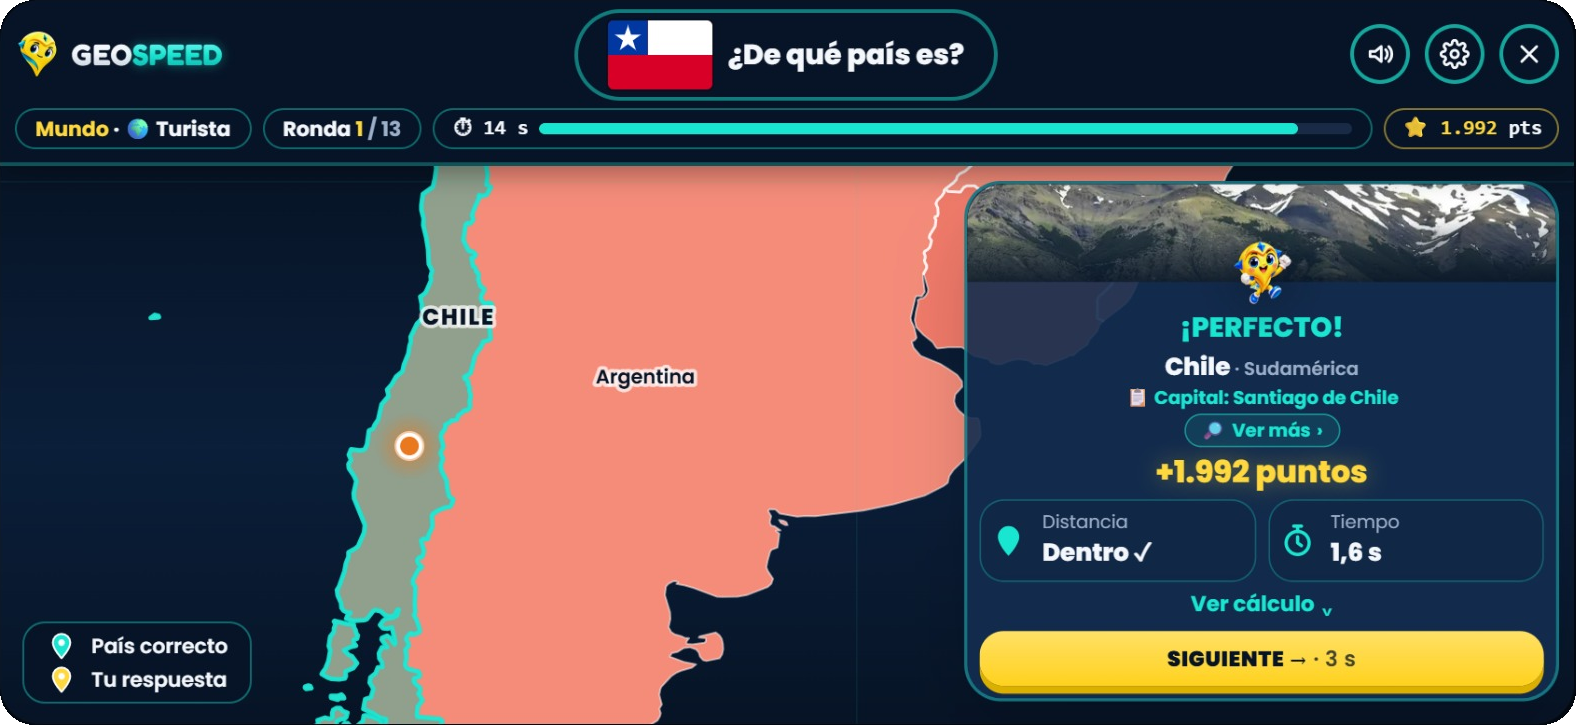 GEOSPEED
¿De qué país es?
Mundo · Turista
Ronda 1 / 13
14 s
1.992 pts
CHILE
Argentina
País correcto
Tu respuesta
¡PERFECTO!
Chile · Sudamérica
Capital: Santiago de Chile
Ver más ›
+1.992 puntos
Distancia
Dentro ✓
Tiempo
1,6 s
Ver cálculo ˅
SIGUIENTE → · 3 s